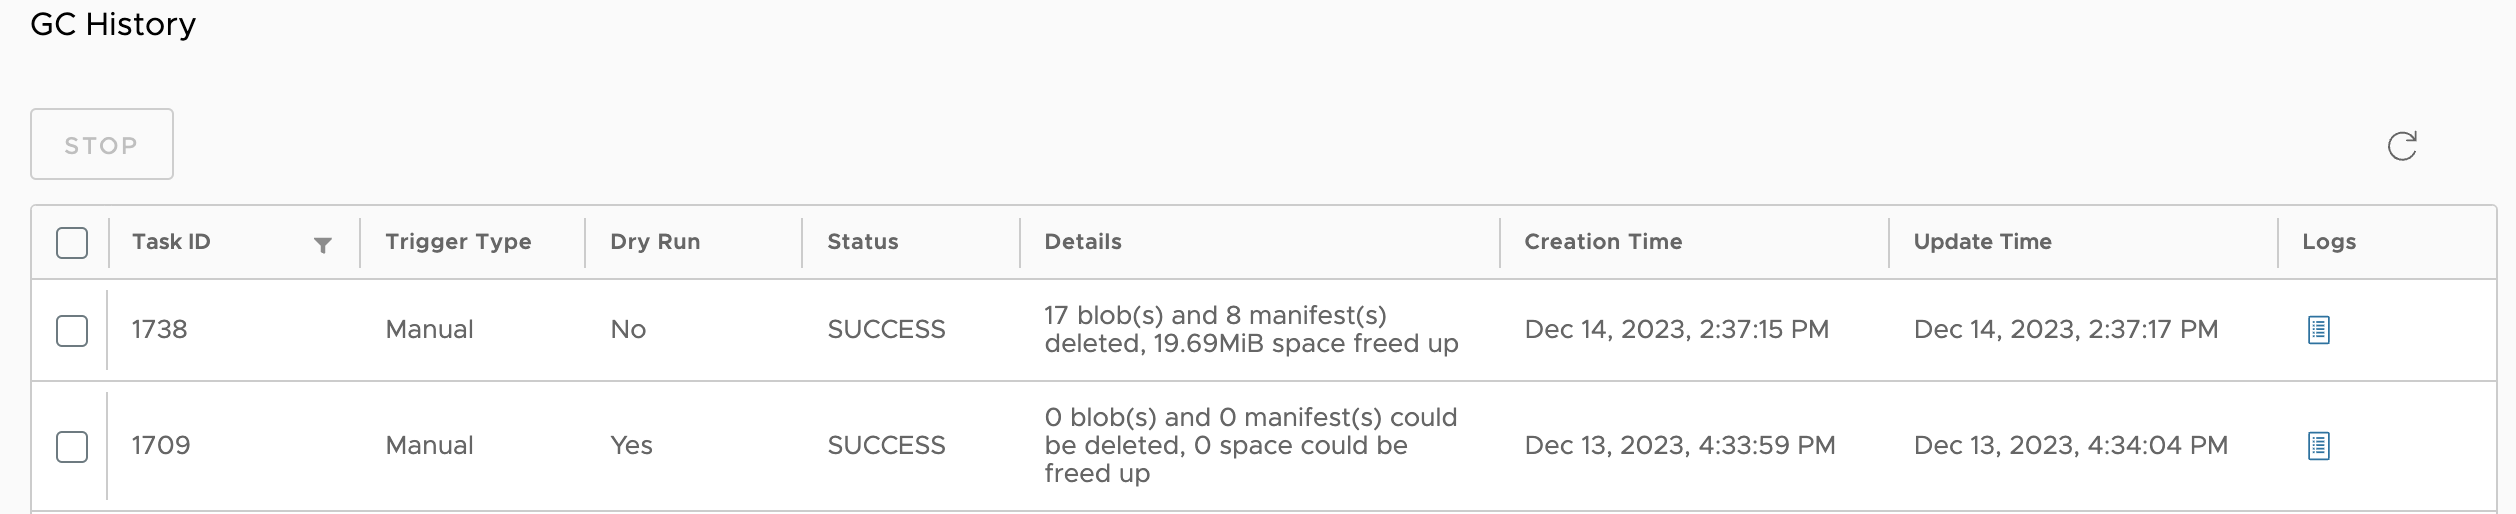 GC History
STOP
Task ID Trigger Type Dry Run Status Details Creation Time Update Time Logs
1738 Manual No SUCCESS 17 blob(s) and 8 manifest(s) deleted, 19.69MiB space freed up Dec 14, 2023, 2:37:15 PM Dec 14, 2023, 2:37:17 PM
1709 Manual Yes SUCCESS 0 blob(s) and 0 manifest(s) could be deleted, 0 space could be freed up Dec 13, 2023, 4:33:59 PM Dec 13, 2023, 4:34:04 PM